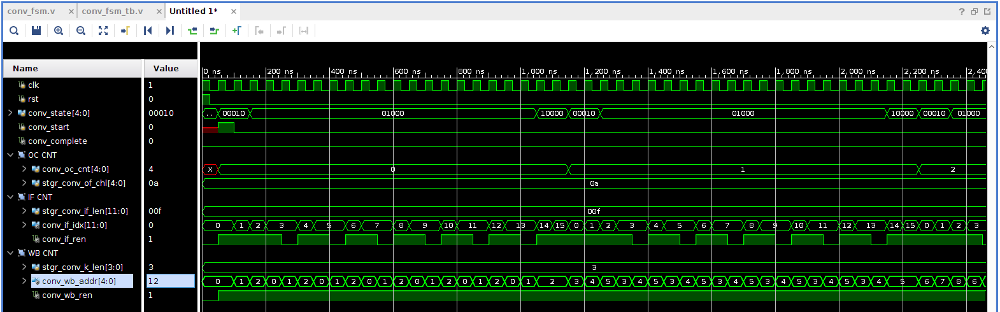 conv_fsm.v × conv_fsm_tb.v × Untitled 1* ×
Name Value
0 ns 200 ns 400 ns 600 ns 800 ns 1,000 ns 1,200 ns 1,400 ns 1,600 ns 1,800 ns 2,000 ns 2,200 ns 2,400
clk 1
rst 0
conv_state[4:0] 00010 .. 00010 01000 10000 00010 01000 10000 00010 01000
conv_start 0
conv_complete 0
OC CNT
conv_oc_cnt[4:0] 4 X 0 1 2
stgr_conv_of_chl[4:0] 0a 0a
IF CNT
stgr_conv_if_len[11:0] 00f 00f
conv_if_idx[11:0] 0 0 1 2 3 4 5 6 7 8 9 10 11 12 13 14 15 0 1 2 3 4 5 6 7 8 9 10 11 12 13 14 15 0 1 2 3
conv_if_ren 1
WB CNT
stgr_conv_k_len[3:0] 3 3
conv_wb_addr[4:0] 12 0 1 2 0 1 2 0 1 2 0 1 2 0 1 2 0 1 2 0 1 2 3 4 5 3 4 5 3 4 5 3 4 5 3 4 5 3 4 5 3 4 5 6 7 8 6
conv_wb_ren 1